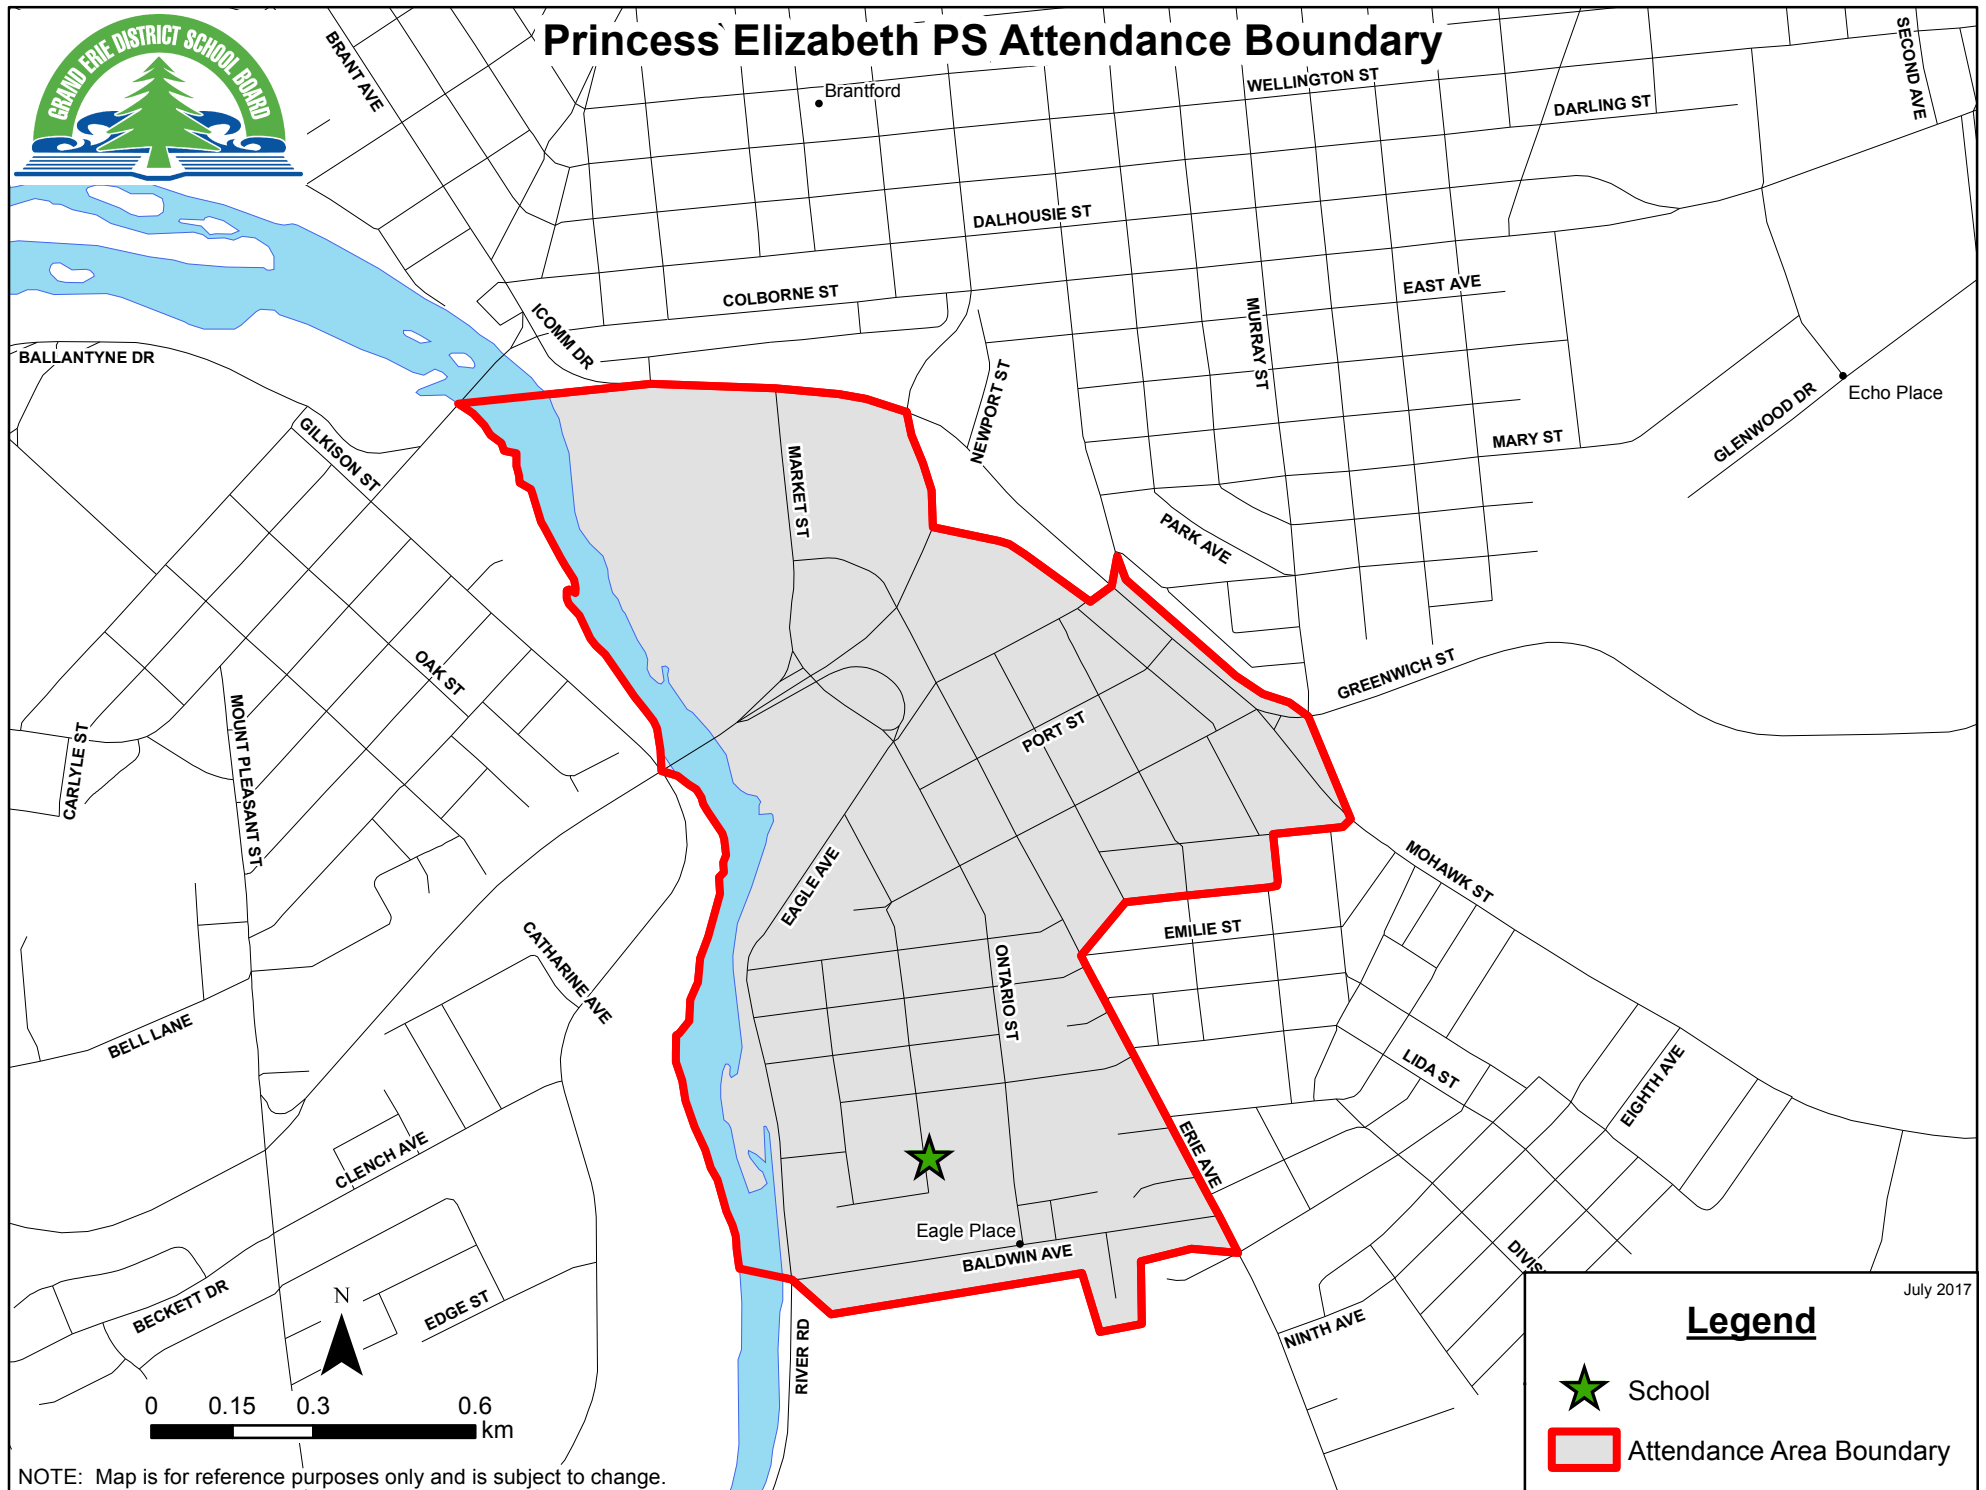 Princess Elizabeth PS Attendance Boundary
GRAND ERIE DISTRICT SCHOOL BOARD
BRANT AVE
Brantford
WELLINGTON ST
DARLING ST
SECOND AVE
DALHOUSIE ST
COLBORNE ST
EAST AVE
ICOMM DR
MURRAY ST
BALLANTYNE DR
NEWPORT ST
Echo Place
GLENWOOD DR
GILKISON ST
MARY ST
MARKET ST
PARK AVE
OAK ST
GREENWICH ST
MOUNT PLEASANT ST
CARLYLE ST
PORT ST
EAGLE AVE
MOHAWK ST
EMILIE ST
CATHARINE AVE
ONTARIO ST
BELL LANE
LIDA ST
EIGHTH AVE
CLENCH AVE
ERIE AVE
Eagle Place
BALDWIN AVE
BECKETT DR
EDGE ST
RIVER RD
NINTH AVE
N
0 0.15 0.3 0.6
km
NOTE: Map is for reference purposes only and is subject to change.
July 2017
Legend
School
Attendance Area Boundary